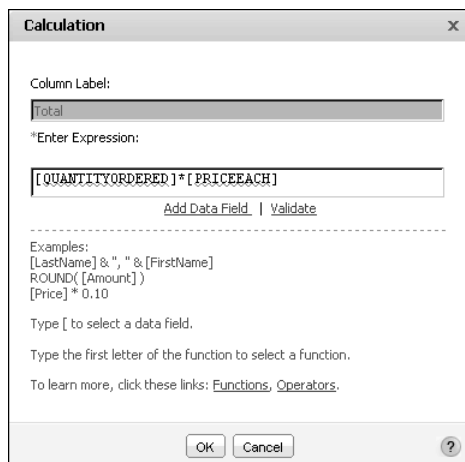 Calculation x
Column Label:
Total
*Enter Expression:
[QUANTITYORDERED]*[PRICEEACH]
Add Data Field | Validate
Examples:
[LastName] & ", " & [FirstName]
ROUND( [Amount] )
[Price] * 0.10
Type [ to select a data field.
Type the first letter of the function to select a function.
To learn more, click these links: Functions, Operators.
OK Cancel ?